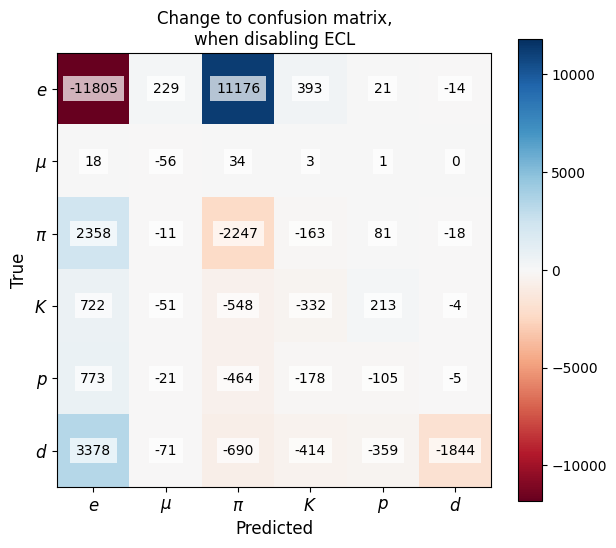 Change to confusion matrix,
when disabling ECL
e -11805 229 11176 393 21 -14
μ 18 -56 34 3 1 0
π 2358 -11 -2247 -163 81 -18
K 722 -51 -548 -332 213 -4
p 773 -21 -464 -178 -105 -5
d 3378 -71 -690 -414 -359 -1844
e μ π K p d
Predicted
True
10000
5000
0
−5000
−10000